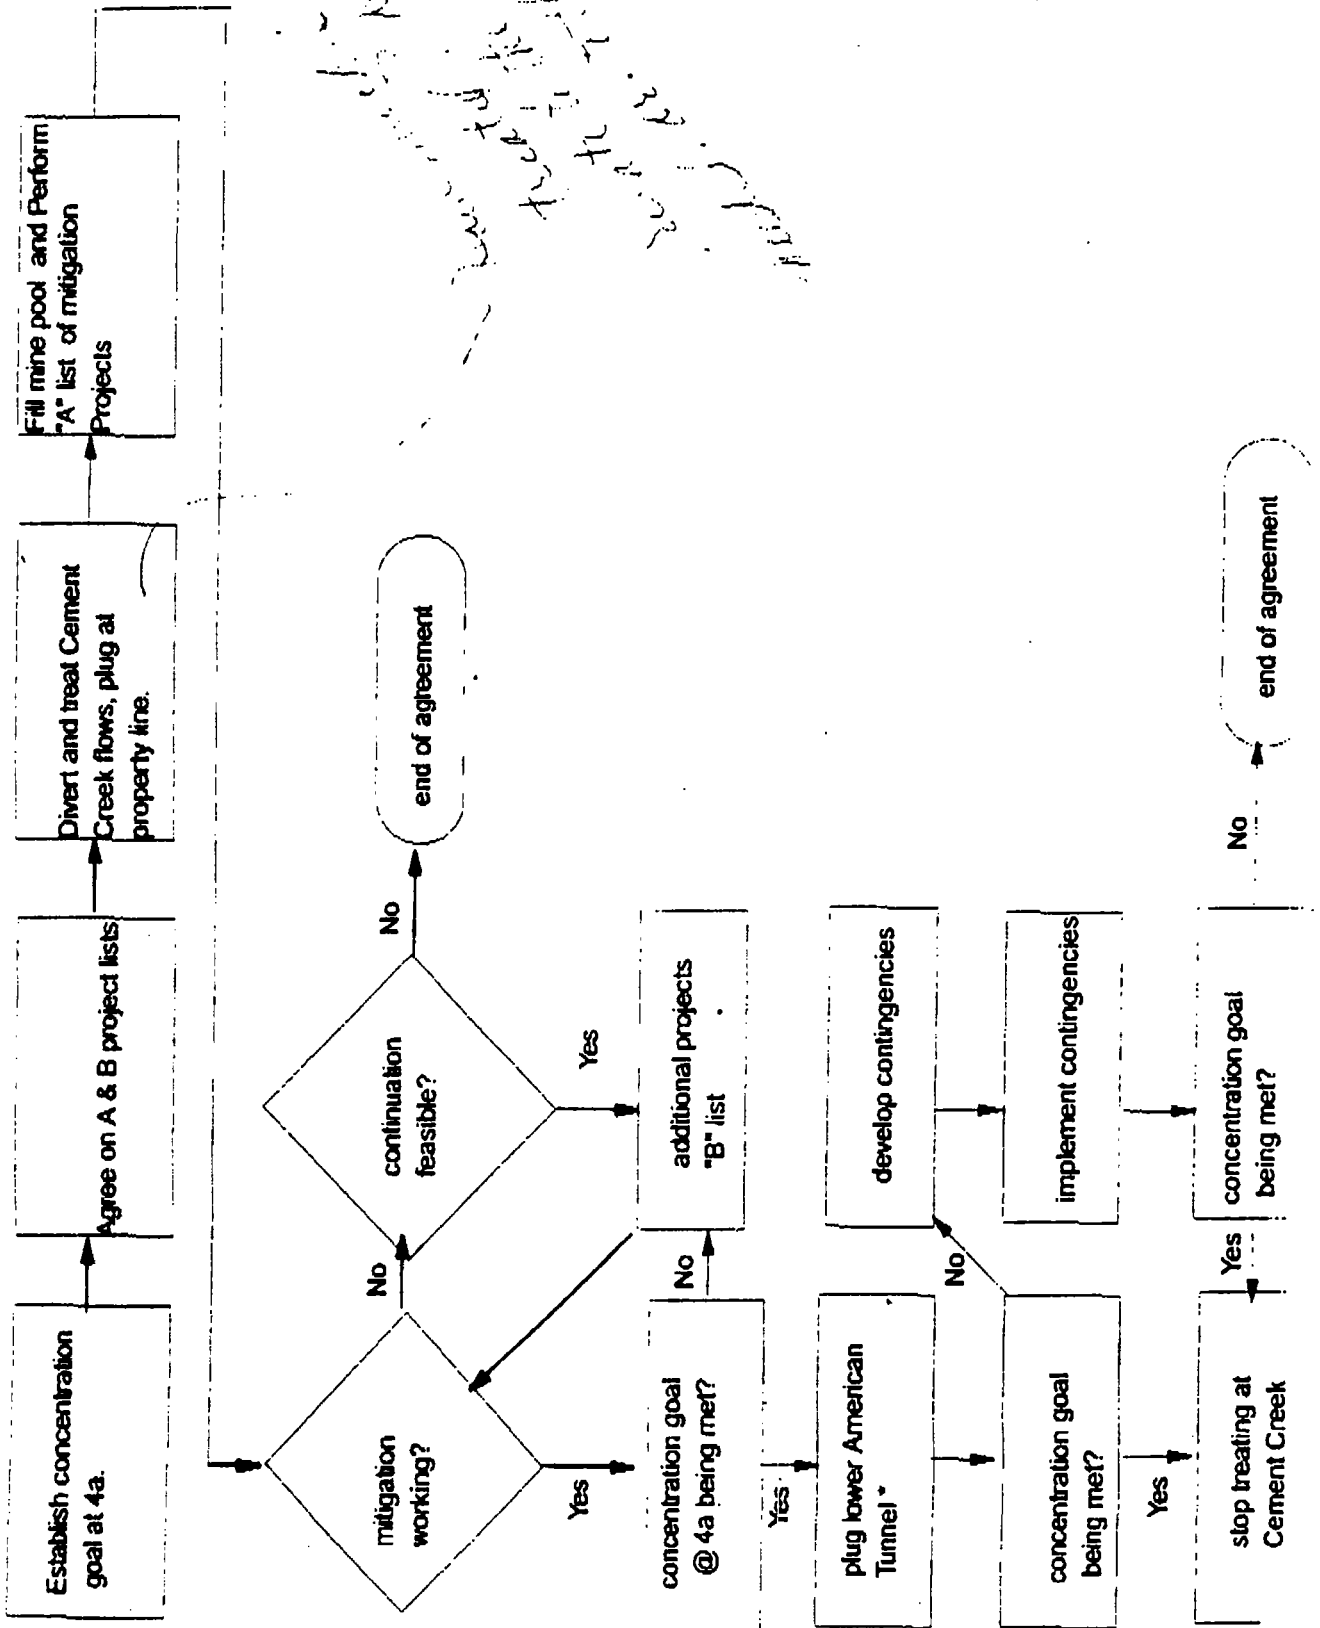 Establish concentration
goal at 4a.
Agree on A & B project lists
Divert and treat Cement
Creek flows, plug at
property line.
Fill mine pool and Perform
"A" list of mitigation
Projects
mitigation
working?
No
continuation
feasible?
No
end of agreement
Yes
Yes
concentration goal
@ 4a being met?
No
additional projects
"B" list
Yes
plug lower American
Tunnel *
develop contingencies
No
concentration goal
being met?
implement contingencies
Yes
stop treating at
Cement Creek
Yes
concentration goal
being met?
No
end of agreement